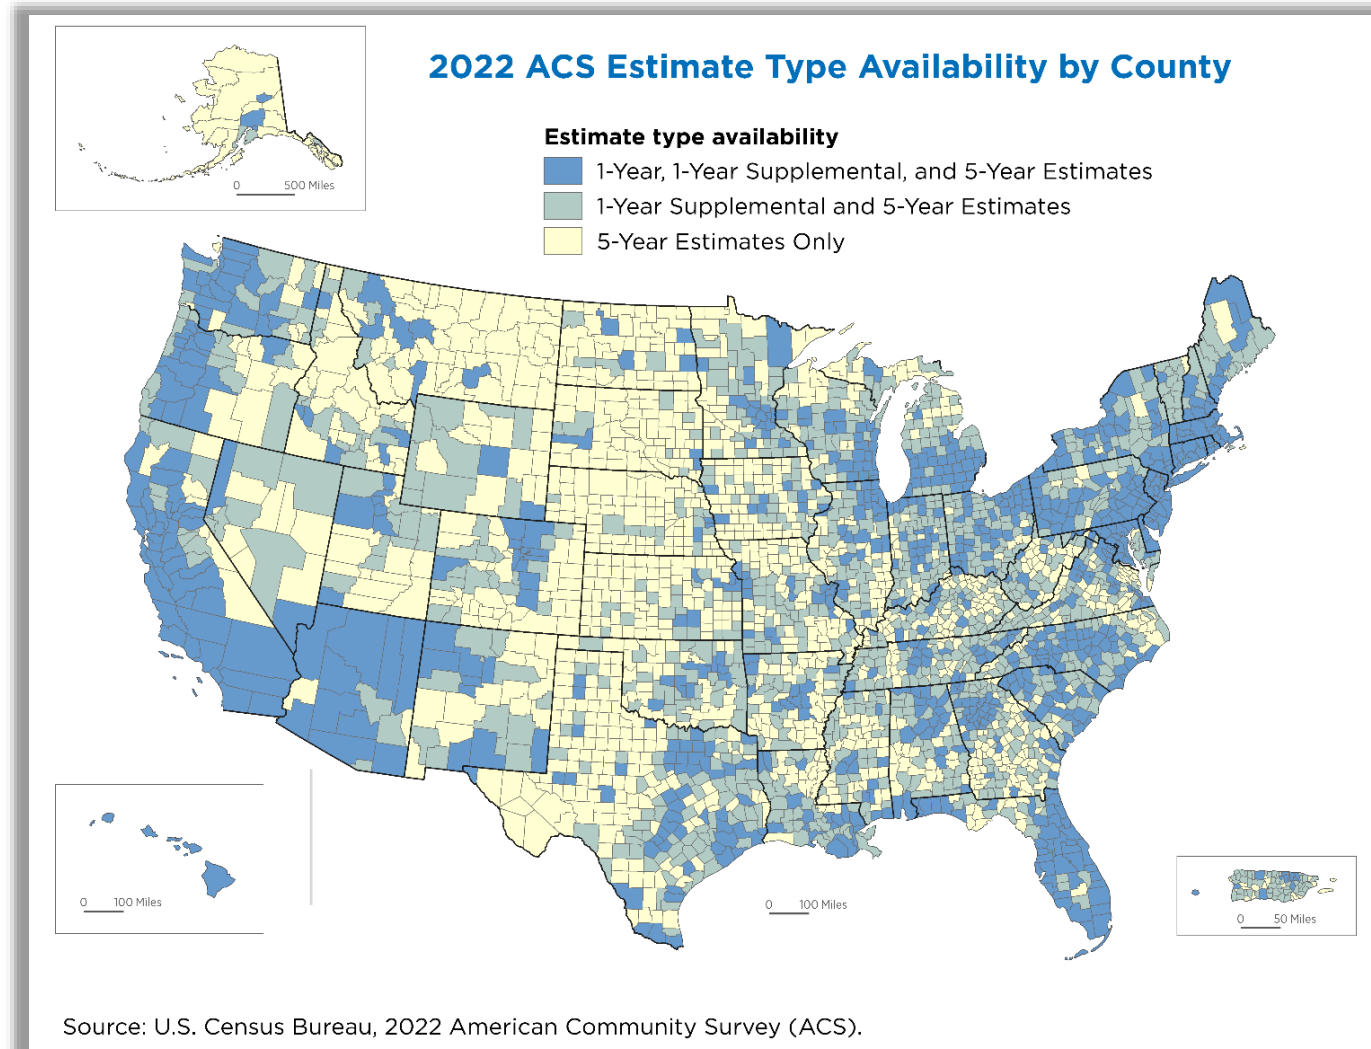 2022 ACS Estimate Type Availability by County
Estimate type availability
1-Year, 1-Year Supplemental, and 5-Year Estimates
1-Year Supplemental and 5-Year Estimates
5-Year Estimates Only
0 500 Miles
0 100 Miles
0 100 Miles
0 50 Miles
Source: U.S. Census Bureau, 2022 American Community Survey (ACS).